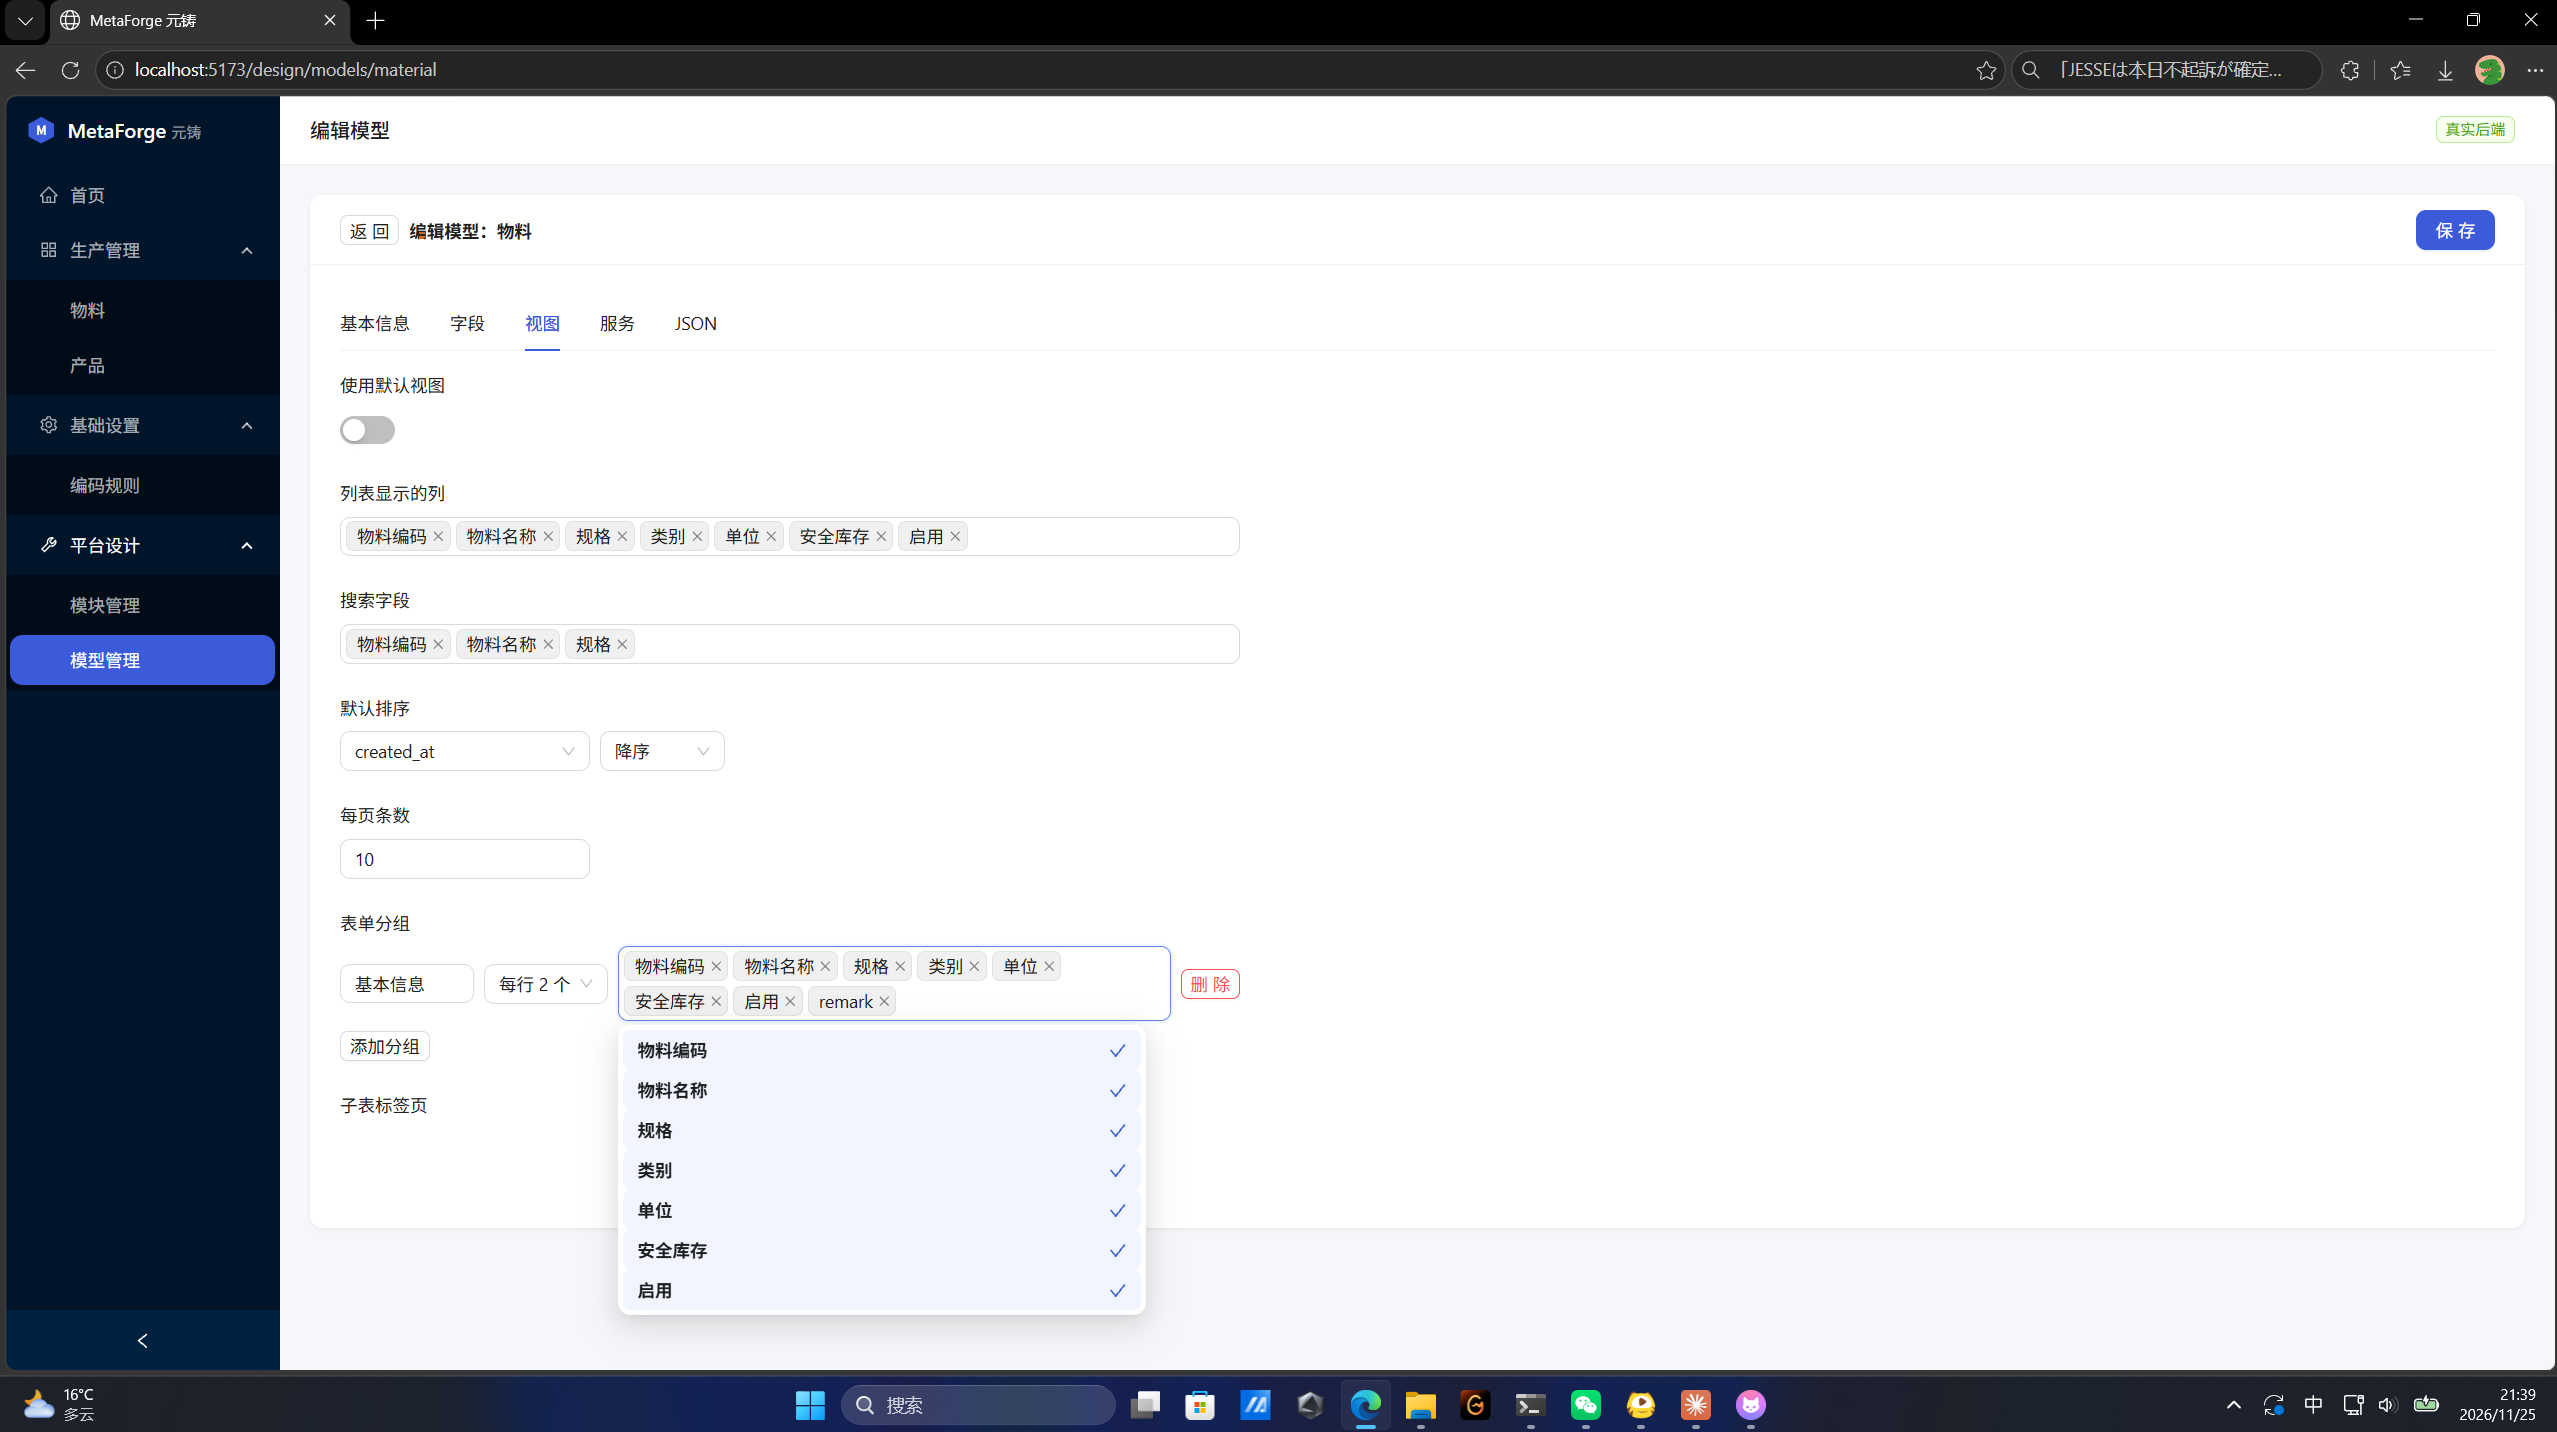 MetaForge 元铸
localhost:5173/design/models/material
「JESSEは本日不起訴が確定...
M MetaForge 元铸
首页
生产管理
物料
产品
基础设置
编码规则
平台设计
模块管理
模型管理
编辑模型
真实后端
返 回 编辑模型：物料
保 存
基本信息 字段 视图 服务 JSON
使用默认视图
列表显示的列
物料编码 物料名称 规格 类别 单位 安全库存 启用
搜索字段
物料编码 物料名称 规格
默认排序
created_at 降序
每页条数
10
表单分组
基本信息 每行 2 个 物料编码 物料名称 规格 类别 单位
安全库存 启用 remark
删 除
添加分组
子表标签页
物料编码
物料名称
规格
类别
单位
安全库存
启用
16°C
多云
搜索
中
21:39
2026/11/25